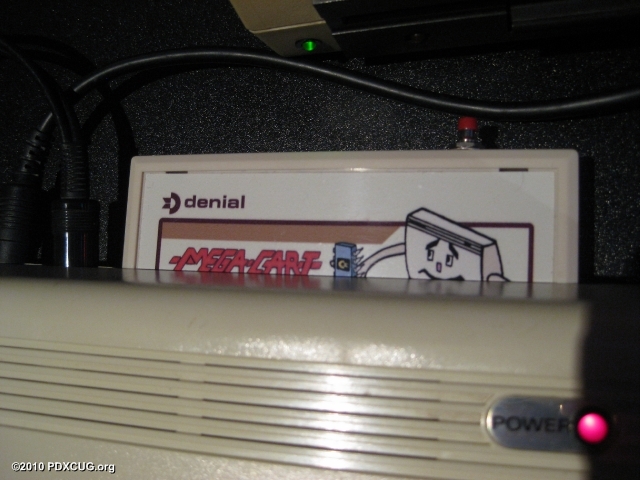 denial
MEGA-CART
POWER
©2010 PDXCUG.org